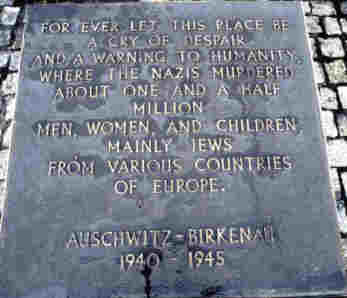 FOR EVER LET THIS PLACE BE
A CRY OF DESPAIR
AND A WARNING TO HUMANITY,
WHERE THE NAZIS MURDERED
ABOUT ONE AND A HALF
MILLION
MEN, WOMEN, AND CHILDREN,
MAINLY JEWS
FROM VARIOUS COUNTRIES
OF EUROPE.
AUSCHWITZ-BIRKENAU
1940 - 1945